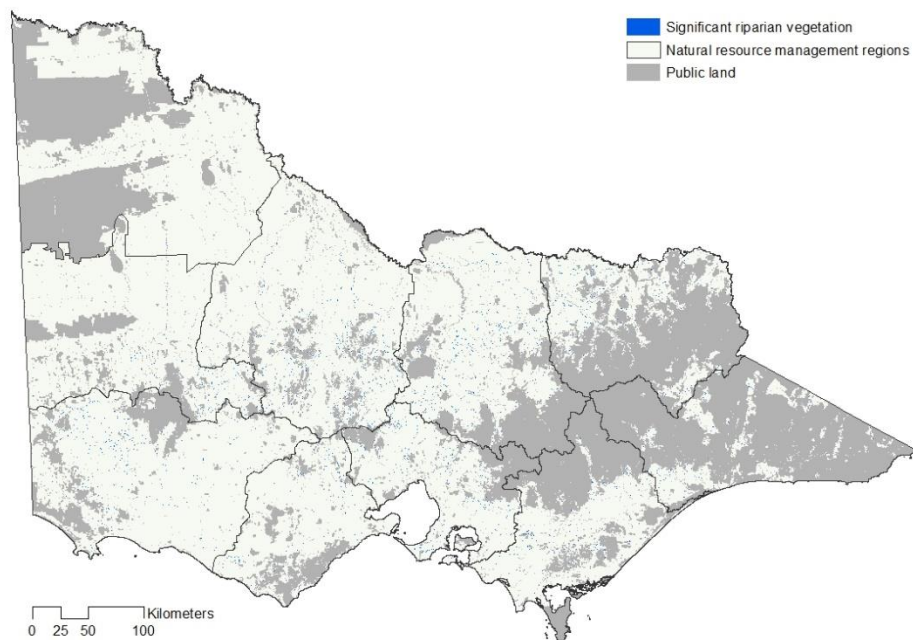 Significant riparian vegetation
Natural resource management regions
Public land
Kilometers
0 25 50 100